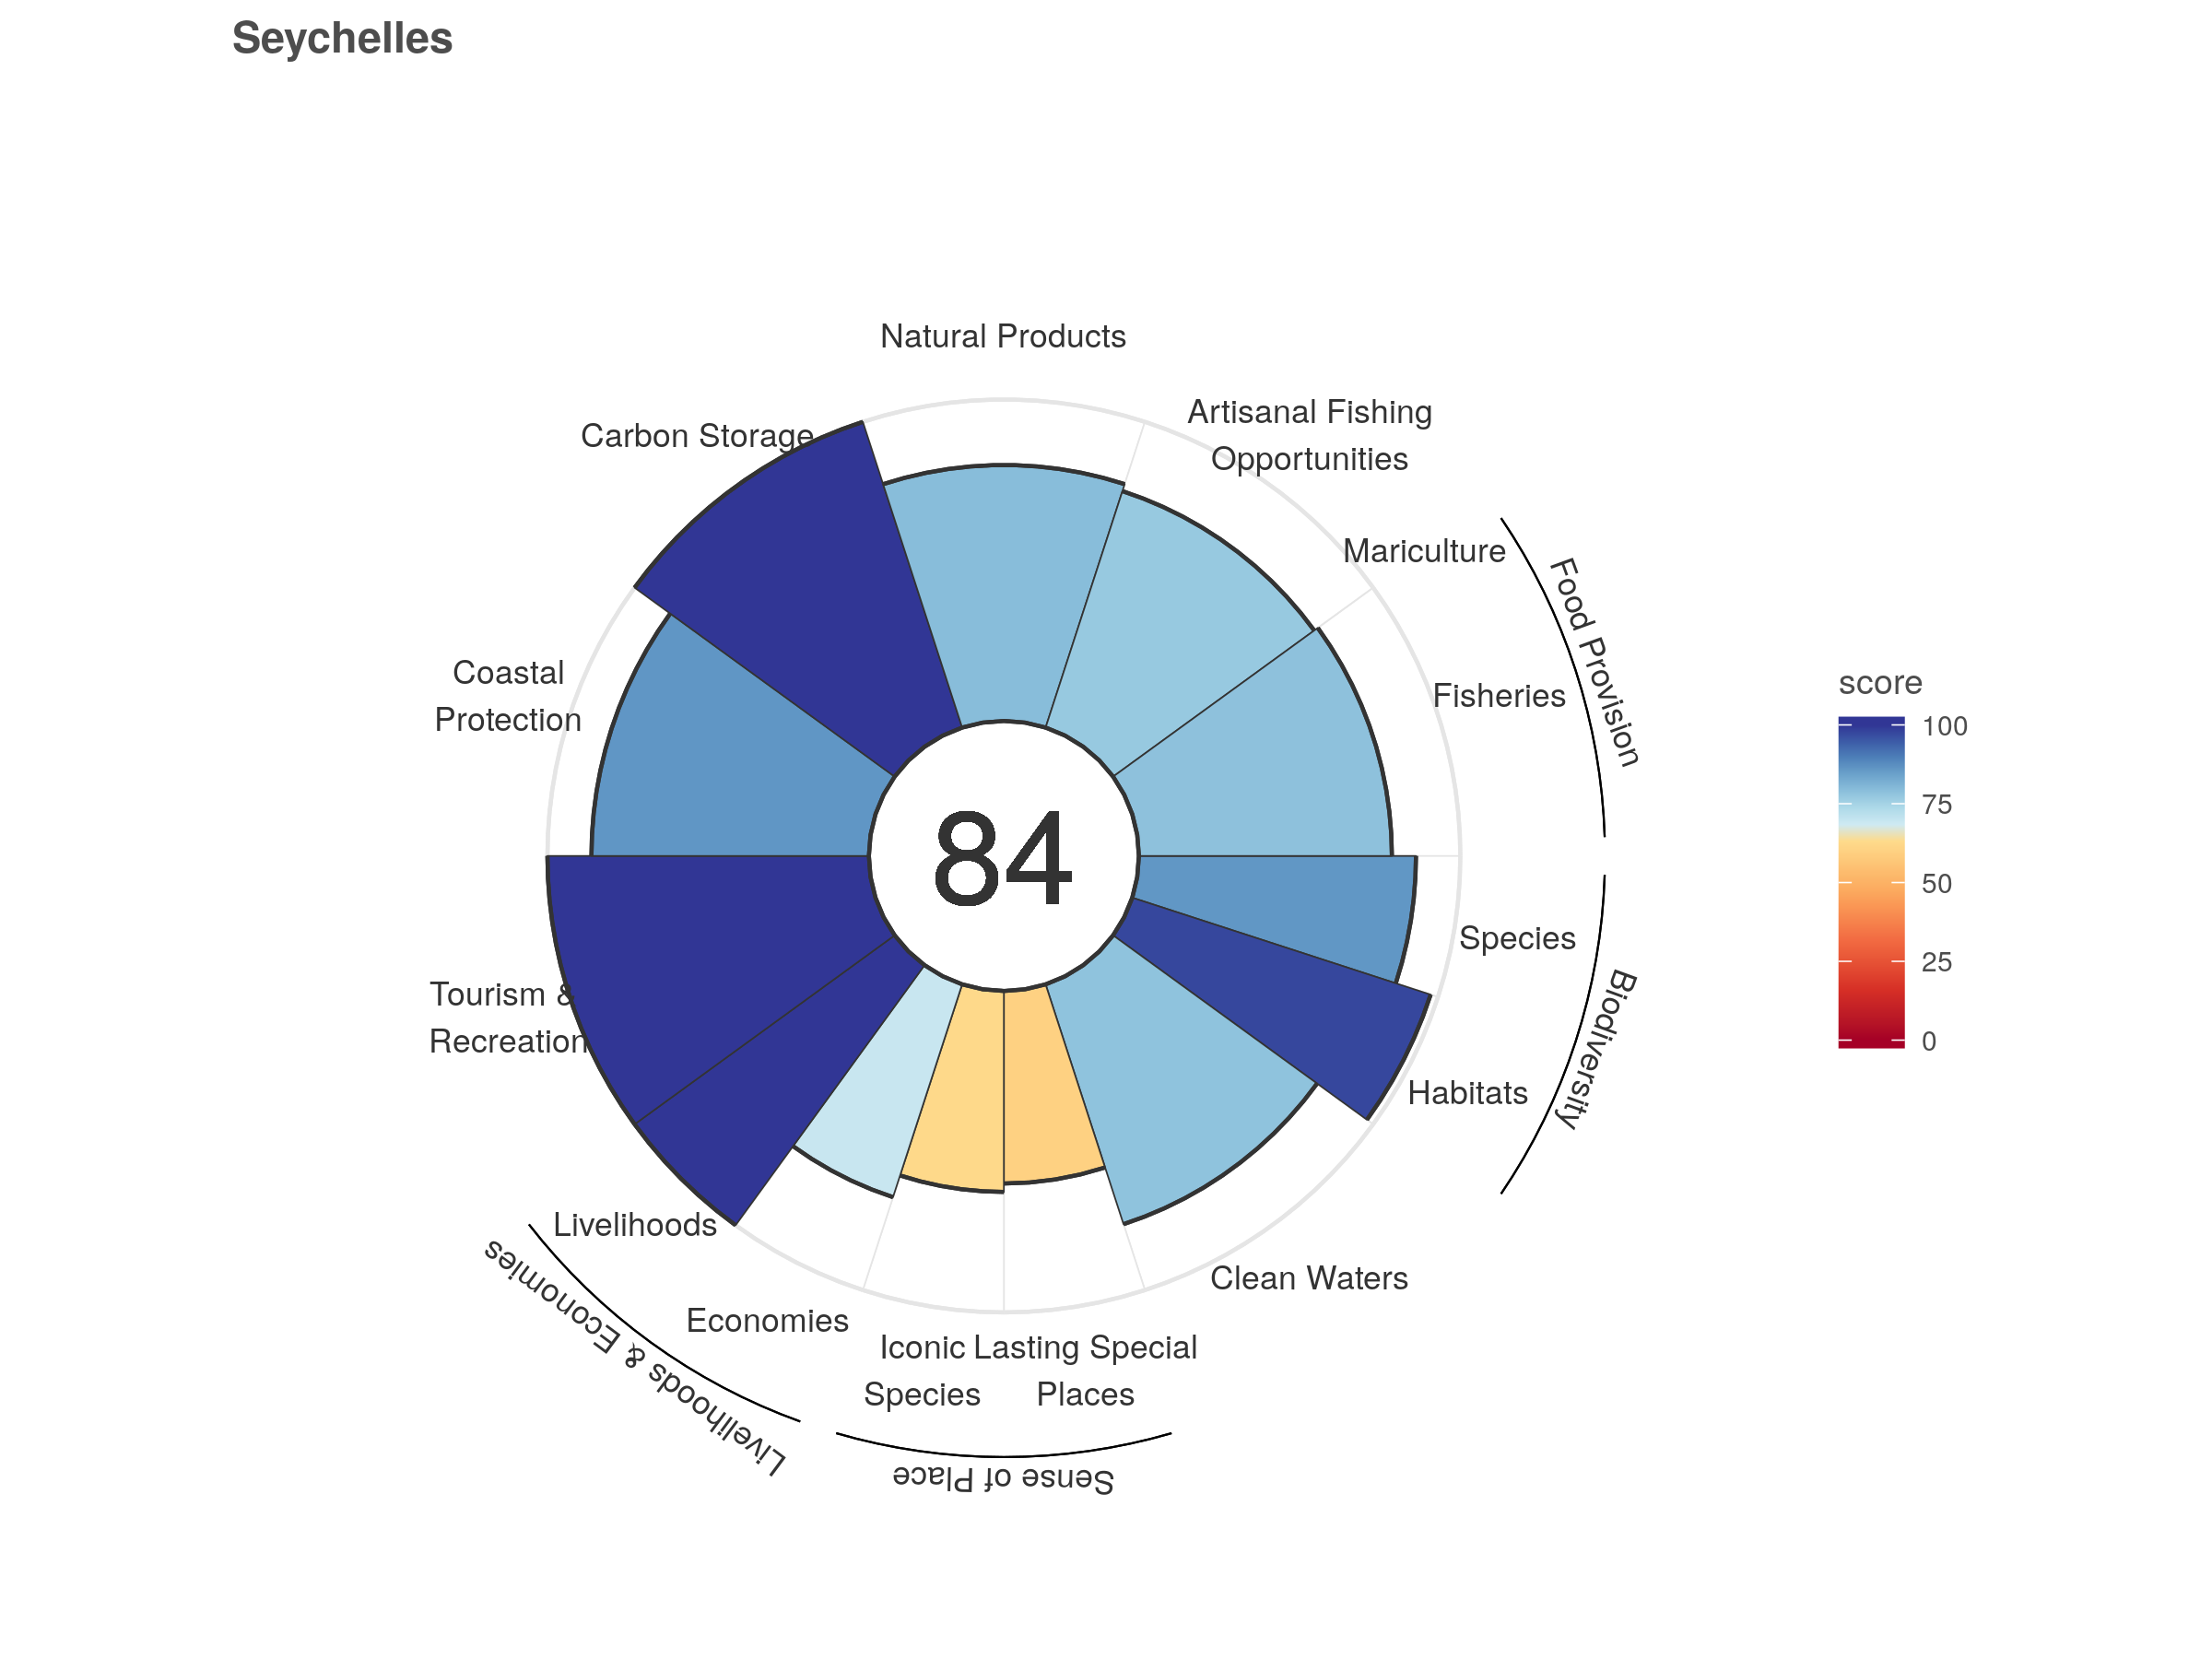 Seychelles
Natural Products
Artisanal Fishing
Opportunities
Carbon Storage
Mariculture
Food Provision
Fisheries
Coastal
Protection
score
100
75
50
25
0
84
Species
Biodiversity
Habitats
Tourism &
Recreation
Livelihoods
Livelihoods & Economies
Clean Waters
Economies
Iconic
Species
Lasting Special
Places
Sense of Place